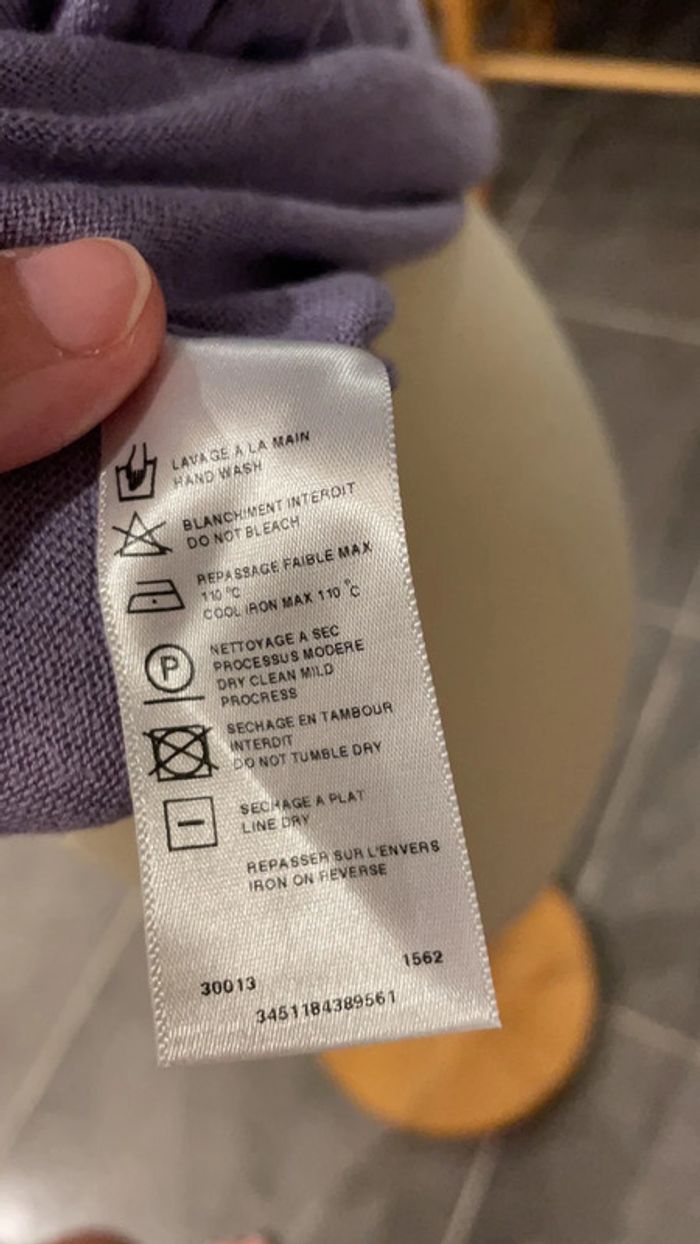 LAVAGE A LA MAIN
HAND WASH
BLANCHIMENT INTERDIT
DO NOT BLEACH
REPASSAGE FAIBLE MAX
110 °C
COOL IRON MAX 110 °C
P
NETTOYAGE A SEC
PROCESSUS MODERE
DRY CLEAN MILD
PROCRESS
SECHAGE EN TAMBOUR
INTERDIT
DO NOT TUMBLE DRY
SECHAGE A PLAT
LINE DRY
REPASSER SUR L'ENVERS
IRON ON REVERSE
30013 1562
3451184389561